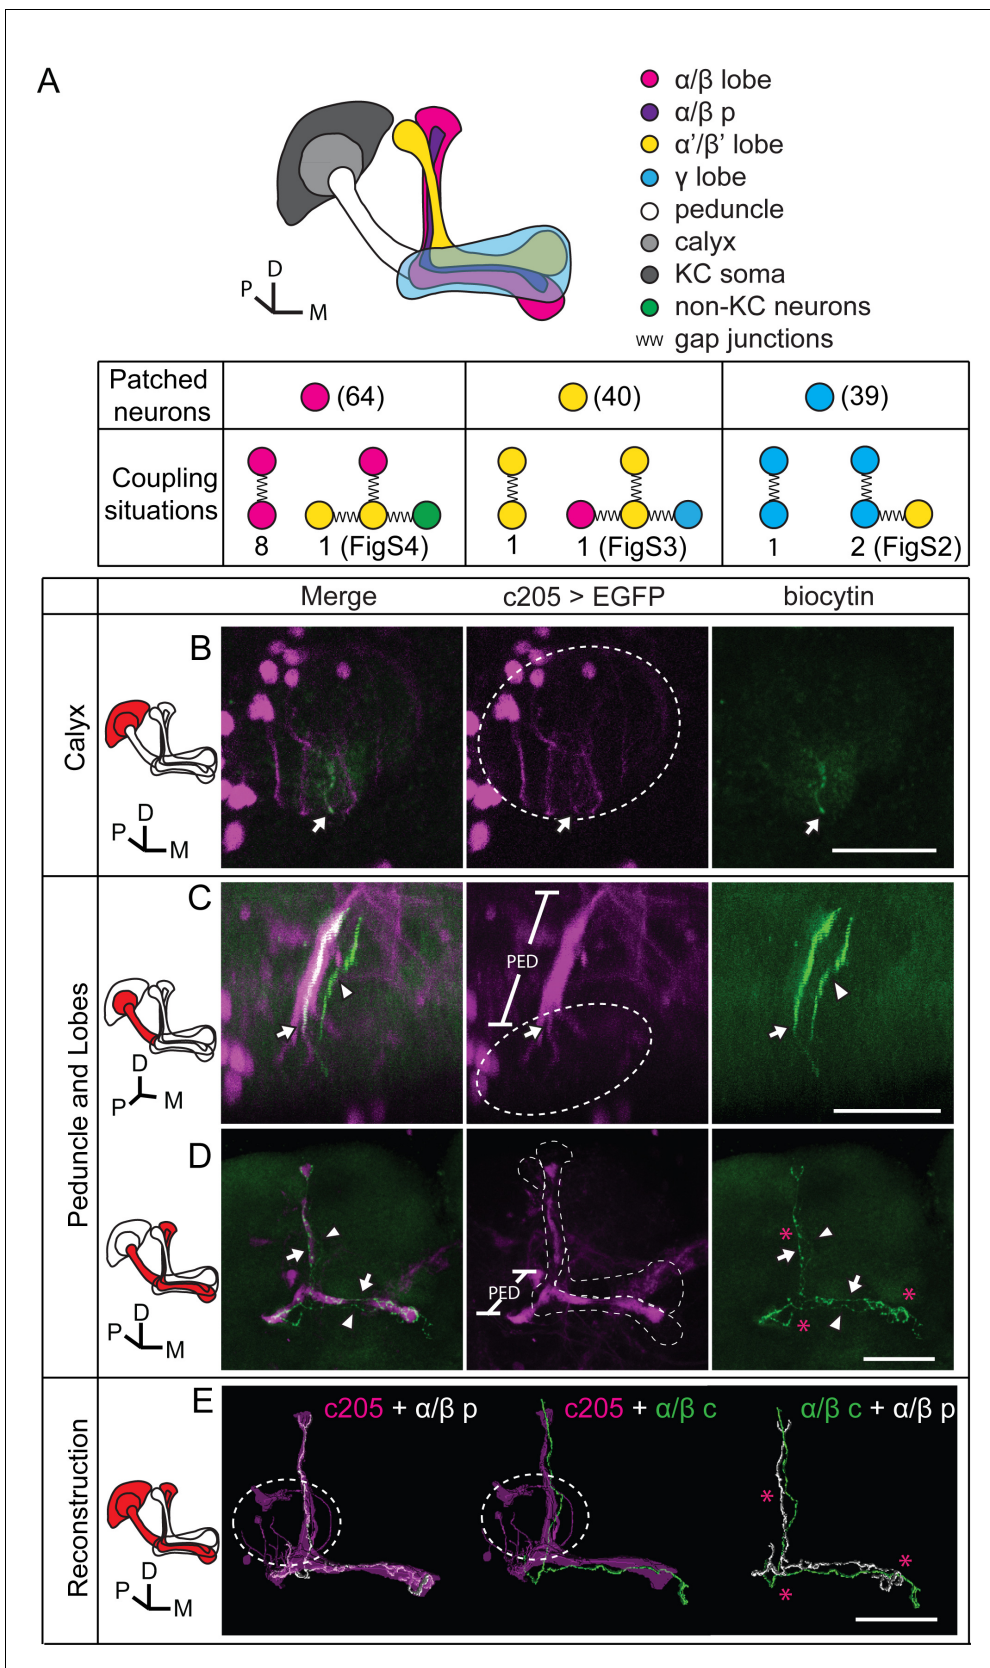 A
α/β lobe
α/β p
α’/β’ lobe
γ lobe
peduncle
calyx
KC soma
non-KC neurons
gap junctions
D
P
M
Patched neurons
(64)
(40)
(39)
Coupling situations
8
1 (FigS4)
1
1 (FigS3)
1
2 (FigS2)
Merge
c205 > EGFP
biocytin
Calyx
B
D
P
M
Peduncle and Lobes
C
PED
D
P
M
D
PED
D
P
M
Reconstruction
E
c205 + α/β p
c205 + α/β c
α/β c + α/β p
D
P
M